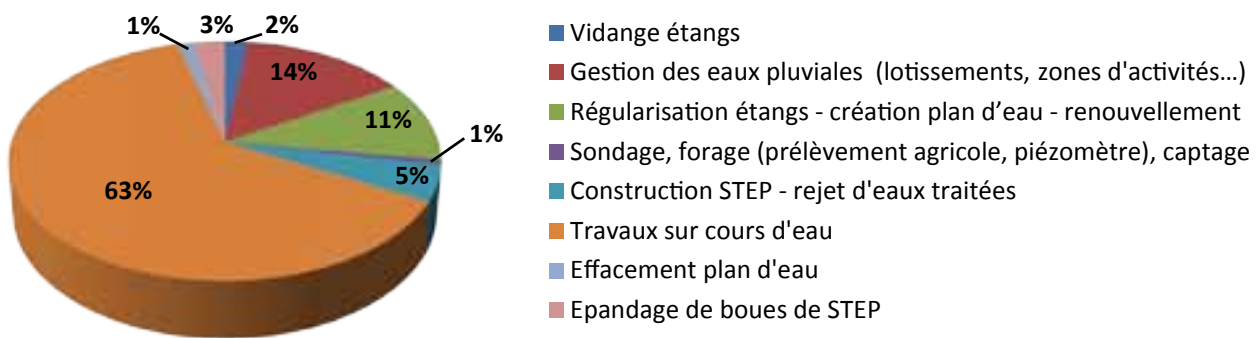 1%
3%
2%
14%
11%
1%
5%
63%
Vidange étangs
Gestion des eaux pluviales (lotissements, zones d'activités...)
Régularisation étangs - création plan d’eau - renouvellement
Sondage, forage (prélèvement agricole, piézomètre), captage
Construction STEP - rejet d'eaux traitées
Travaux sur cours d'eau
Effacement plan d'eau
Epandage de boues de STEP